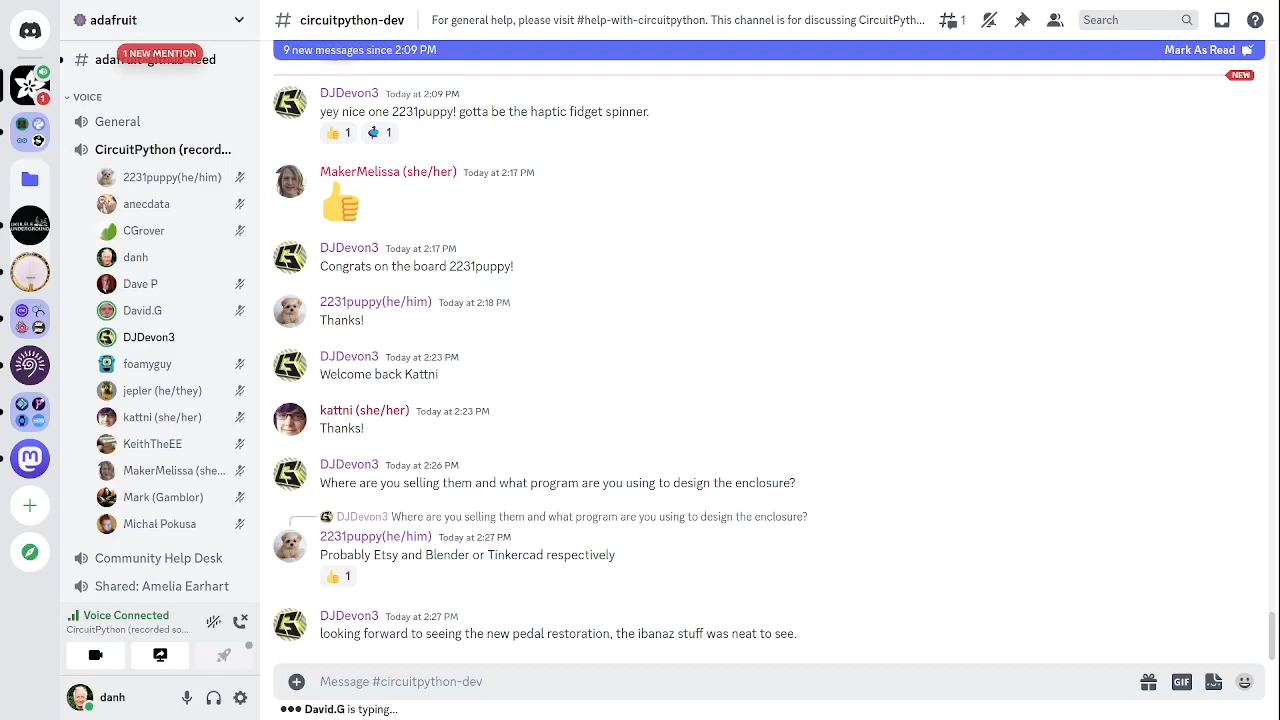 adafruit
circuitpython-dev
For general help, please visit #help-with-circuitpython. This channel is for discussing CircuitPyth...
1
Search
1 NEW MENTION
9 new messages since 2:09 PM
Mark As Read
NEW
1
VOICE
General
CircuitPython (record...
2231puppy(he/him)
anecdata
CGrover
danh
Dave P
David.G
DJDevon3
foamyguy
jepler (he/they)
kattni (she/her)
KeithTheEE
MakerMelissa (she...
Mark (Gamblor)
Michał Pokusa
Community Help Desk
Shared: Amelia Earhart
Voice Connected
CircuitPython (recorded so...
danh
DJDevon3 Today at 2:09 PM
yey nice one 2231puppy! gotta be the haptic fidget spinner.
1 1
MakerMelissa (she/her) Today at 2:17 PM
DJDevon3 Today at 2:17 PM
Congrats on the board 2231puppy!
2231puppy(he/him) Today at 2:18 PM
Thanks!
DJDevon3 Today at 2:23 PM
Welcome back Kattni
kattni (she/her) Today at 2:23 PM
Thanks!
DJDevon3 Today at 2:26 PM
Where are you selling them and what program are you using to design the enclosure?
DJDevon3 Where are you selling them and what program are you using to design the enclosure?
2231puppy(he/him) Today at 2:27 PM
Probably Etsy and Blender or Tinkercad respectively
1
DJDevon3 Today at 2:27 PM
looking forward to seeing the new pedal restoration, the ibanaz stuff was neat to see.
Message #circuitpython-dev
GIF
David.G is typing...